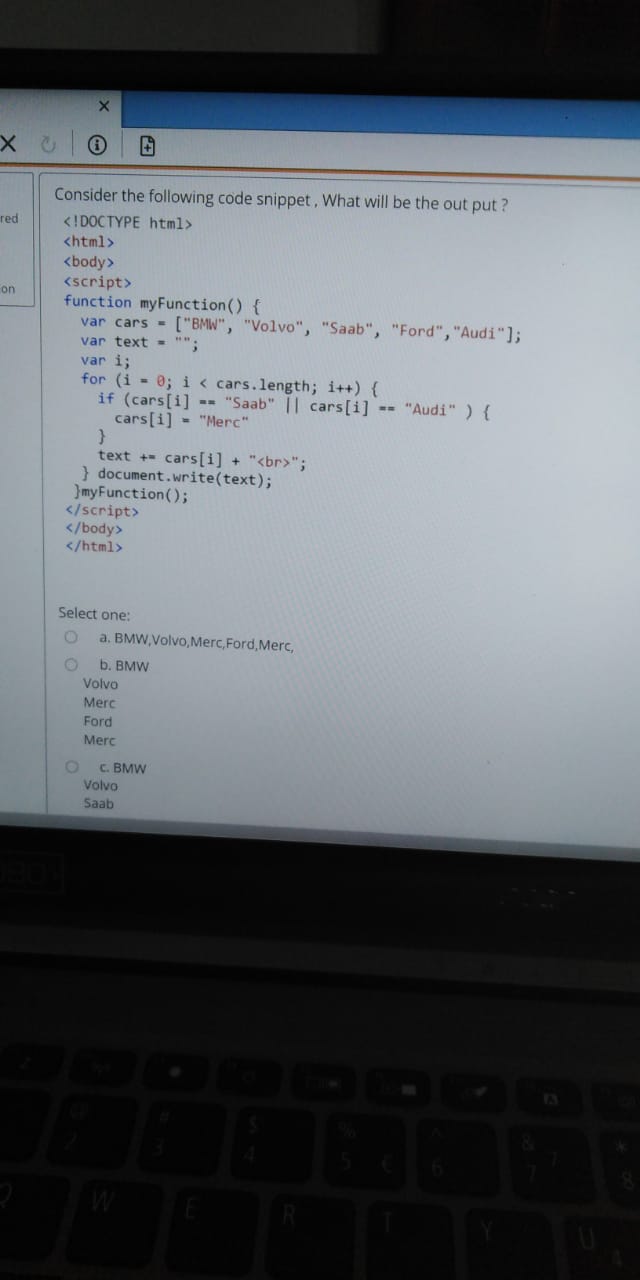 red
on
Consider the following code snippet , What will be the out put ?
<!DOCTYPE html>
<html>
<body>
<script>
function myFunction() {
var cars = ["BMW", "Volvo", "Saab", "Ford","Audi"];
var text = "";
var i;
for (i = 0; i < cars.length; i++) {
if (cars[i] == "Saab" || cars[i] == "Audi" ) {
cars[i] = "Merc"
}
text += cars[i] + "<br>";
} document.write(text);
}myFunction();
</script>
</body>
</html>
Select one:
a. BMW,Volvo,Merc,Ford,Merc,
b. BMW
Volvo
Merc
Ford
Merc
c. BMW
Volvo
Saab
@ # $ % ^ & *
2 3 4 5 € 6 7 7 8
Q W E R T Y U 4